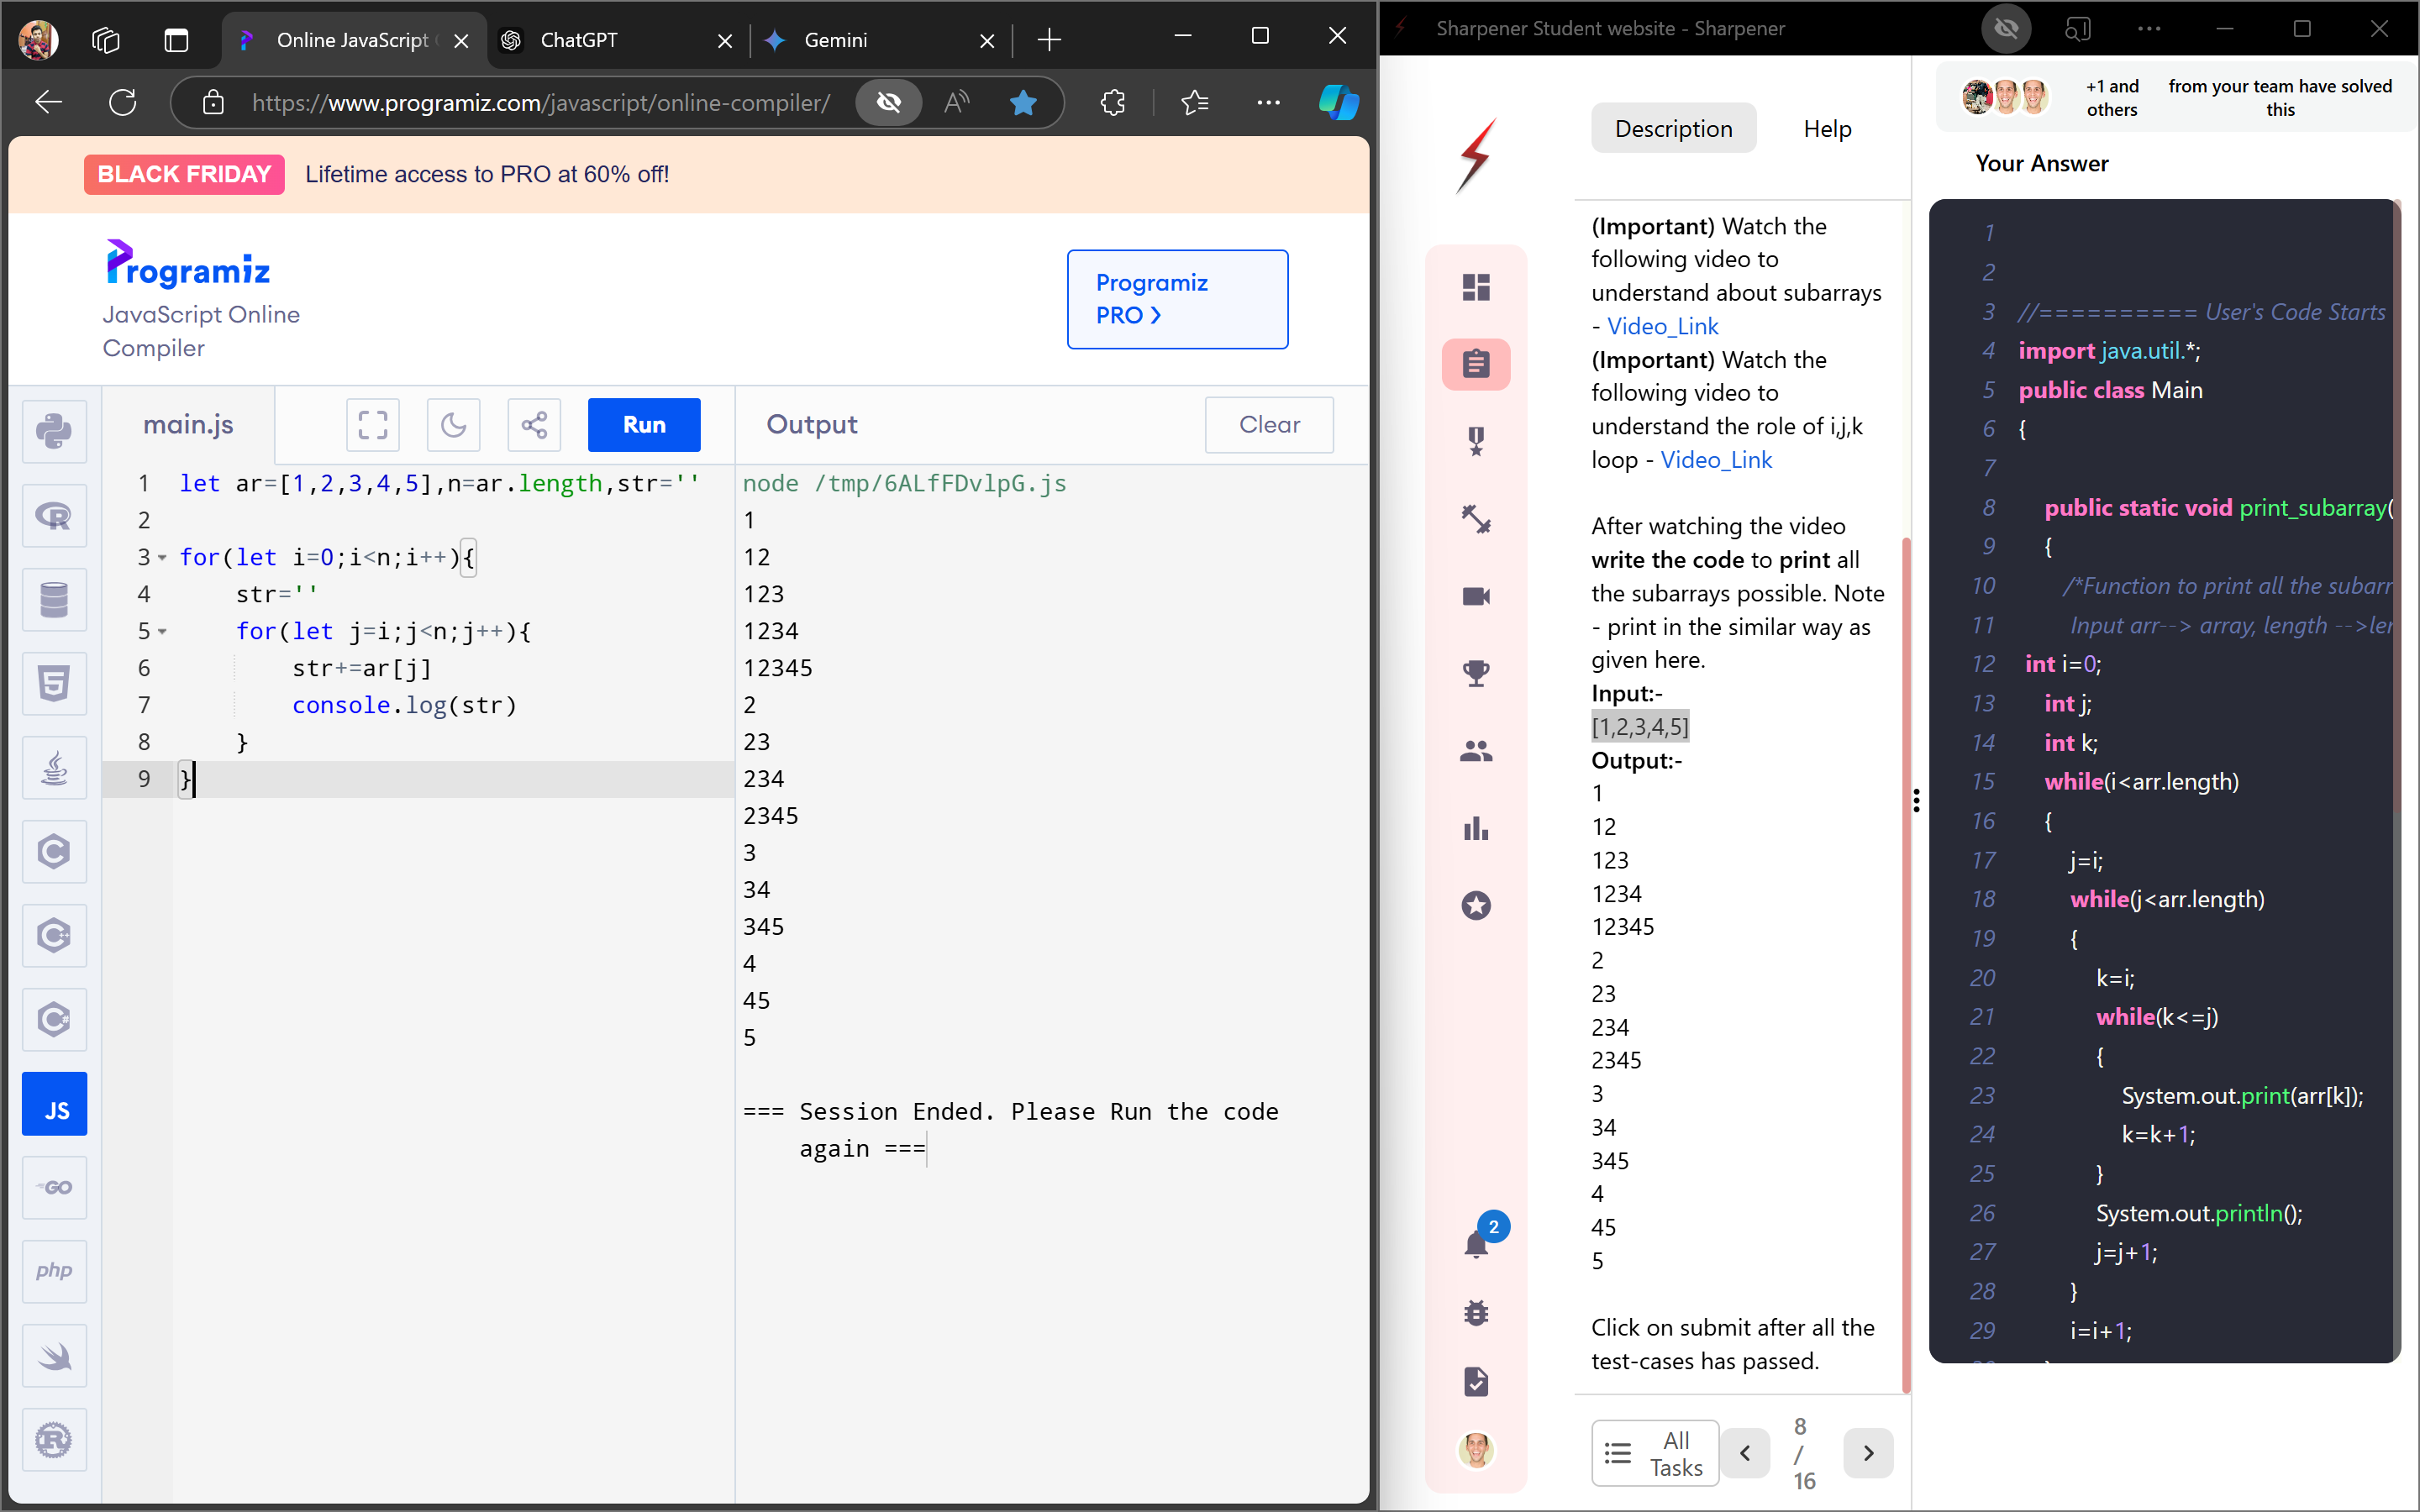 Online JavaScript
ChatGPT
Gemini
https://www.programiz.com/javascript/online-compiler/
BLACK FRIDAY Lifetime access to PRO at 60% off!
Programiz
JavaScript Online
Compiler
Programiz
PRO ❯
main.js
Run
Output
Clear
1 let ar=[1,2,3,4,5],n=ar.length,str=''
2
3 for(let i=0;i<n;i++){
4 str=''
5 for(let j=i;j<n;j++){
6 str+=ar[j]
7 console.log(str)
8 }
9 }
node /tmp/6ALfFDvlpG.js
1
12
123
1234
12345
2
23
234
2345
3
34
345
4
45
5
=== Session Ended. Please Run the code
again ===
R
5
C
C++
C#
JS
GO
php
R
Sharpener Student website - Sharpener
Description
Help
(Important) Watch the
following video to
understand about subarrays
- Video_Link
(Important) Watch the
following video to
understand the role of i,j,k
loop - Video_Link
After watching the video
write the code to print all
the subarrays possible. Note
- print in the similar way as
given here.
Input:-
[1,2,3,4,5]
Output:-
1
12
123
1234
12345
2
23
234
2345
3
34
345
4
45
5
Click on submit after all the
test-cases has passed.
2
All
Tasks
8
/
16
+1 and
others
from your team have solved
this
Your Answer
1
2
3 //========== User's Code Starts
4 import java.util.*;
5 public class Main
6 {
7
8 public static void print_subarray(
9 {
10 /*Function to print all the subarr
11 Input arr--> array, length -->ler
12 int i=0;
13 int j;
14 int k;
15 while(i<arr.length)
16 {
17 j=i;
18 while(j<arr.length)
19 {
20 k=i;
21 while(k<=j)
22 {
23 System.out.print(arr[k]);
24 k=k+1;
25 }
26 System.out.println();
27 j=j+1;
28 }
29 i=i+1;